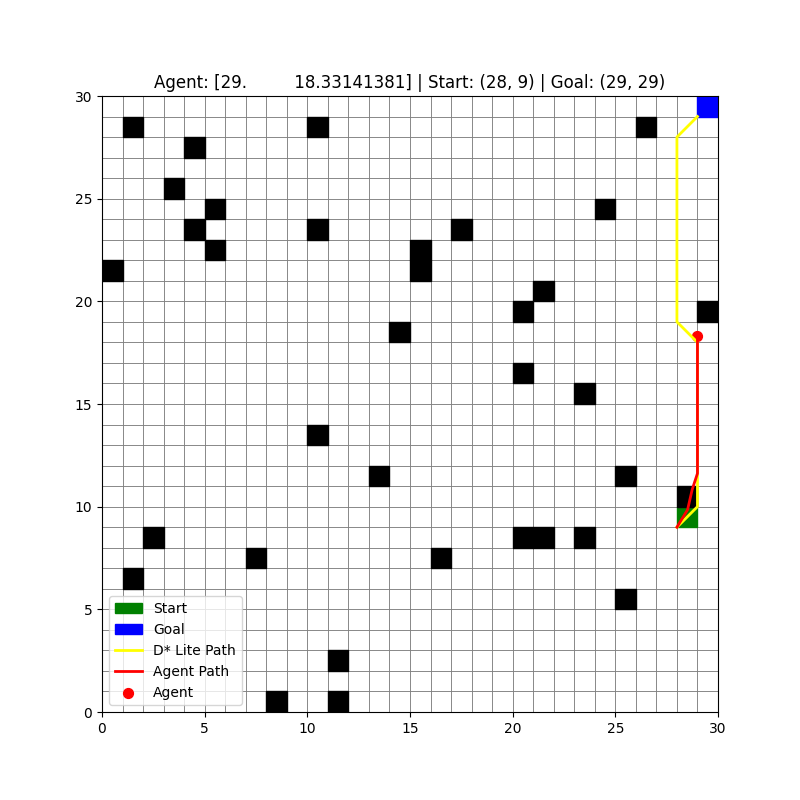 Agent: [29.          18.33141381] | Start: (28, 9) | Goal: (29, 29)
30
25
20
15
10
5
0
Start
Goal
D* Lite Path
Agent Path
Agent
0 5 10 15 20 25 30